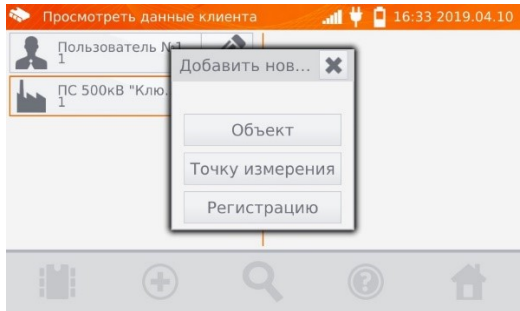 Просмотреть данные клиента 16:33 2019.04.10
Пользователь №1
1
ПС 500кВ "Клю.
1
Добавить нов...
Объект
Точку измерения
Регистрацию